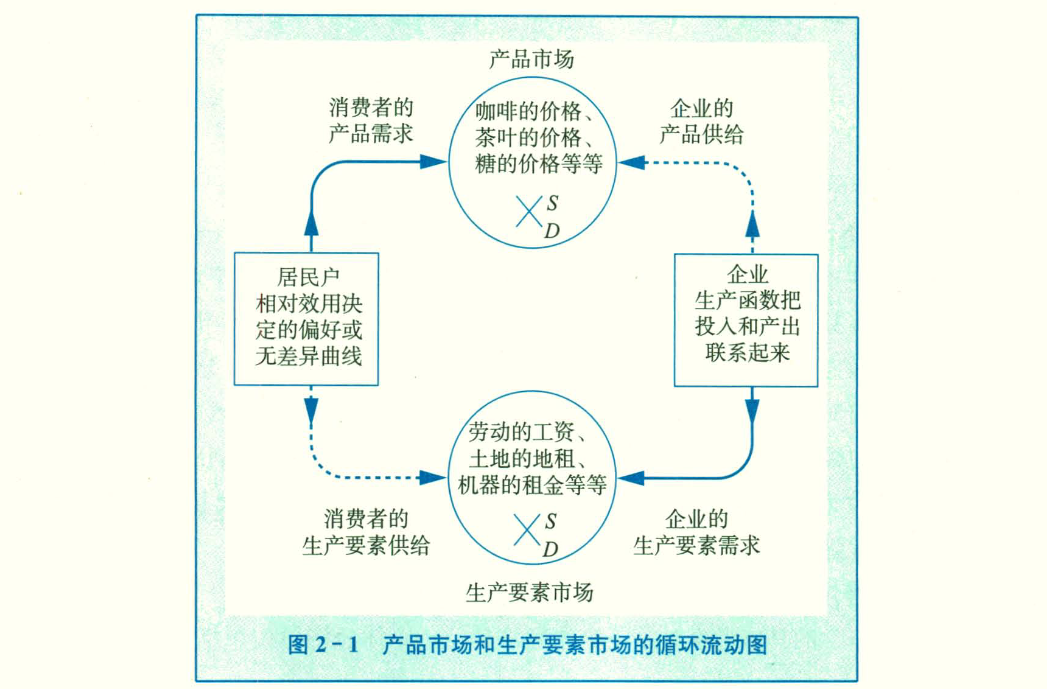 产品市场
消费者的
产品需求
咖啡的价格、
茶叶的价格、
糖的价格等等
S
D
企业的
产品供给
居民户
相对效用决
定的偏好或
无差异曲线
企业
生产函数把
投入和产出
联系起来
劳动的工资、
土地的地租、
机器的租金等等
S
D
消费者的
生产要素供给
企业的
生产要素需求
生产要素市场
图 2-1 产品市场和生产要素市场的循环流动图